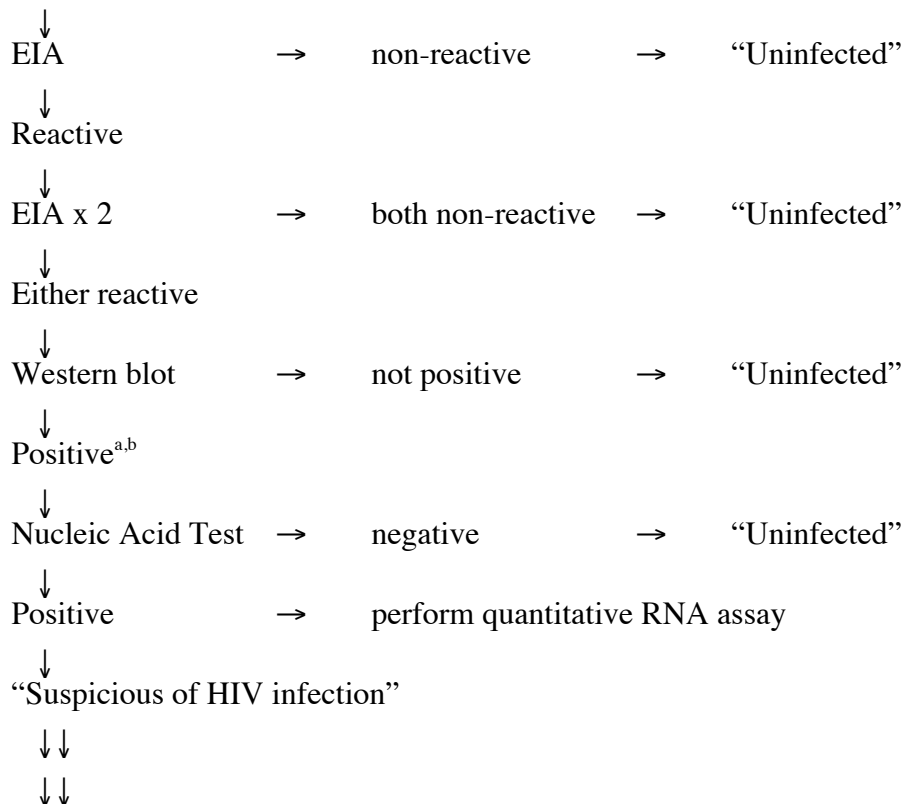 ↓
EIA → non-reactive → “Uninfected”
↓
Reactive
↓
EIA x 2 → both non-reactive → “Uninfected”
↓
Either reactive
↓
Western blot → not positive → “Uninfected”
↓
Positiveᵃ,ᵇ
↓
Nucleic Acid Test → negative → “Uninfected”
↓
Positive → perform quantitative RNA assay
↓
“Suspicious of HIV infection”
↓↓
↓↓